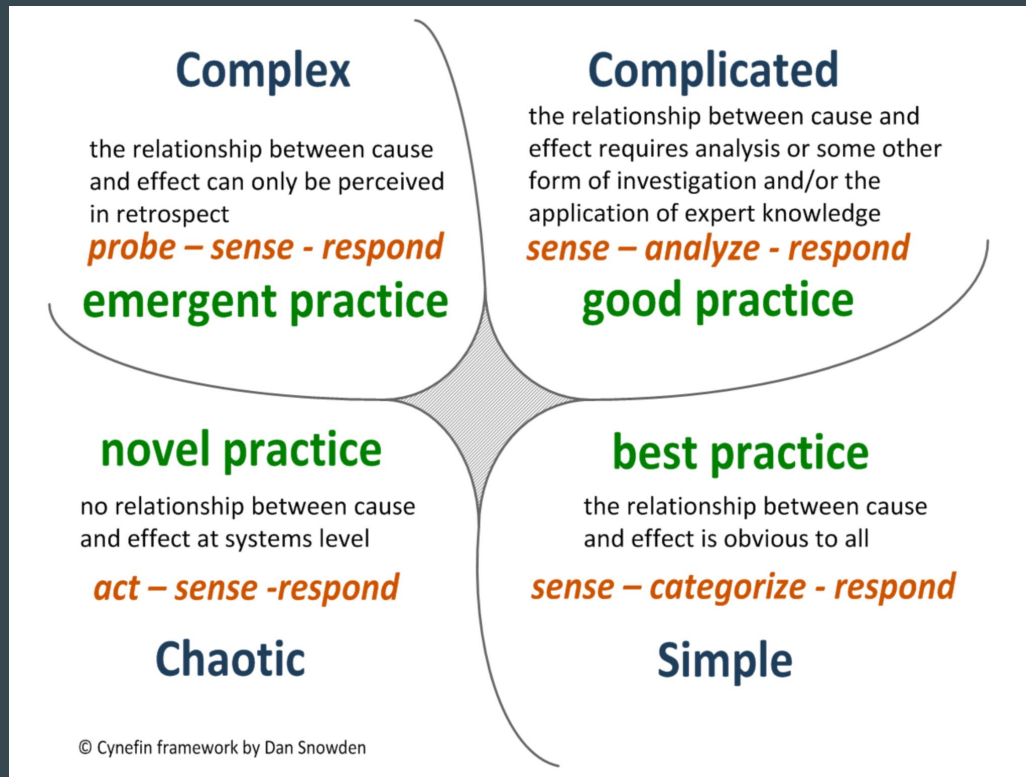 Complex
the relationship between cause
and effect can only be perceived
in retrospect
probe – sense - respond
emergent practice
Complicated
the relationship between cause and
effect requires analysis or some other
form of investigation and/or the
application of expert knowledge
sense – analyze - respond
good practice
novel practice
no relationship between cause
and effect at systems level
act – sense -respond
Chaotic
best practice
the relationship between cause
and effect is obvious to all
sense – categorize - respond
Simple
© Cynefin framework by Dan Snowden